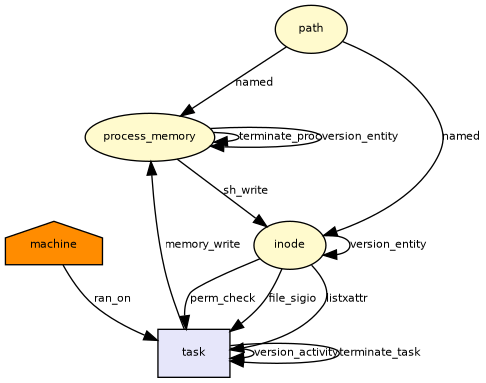 path
named
process_memory
terminate_proc
version_entity
named
sh_write
machine
memory_write
inode
version_entity
ran_on
perm_check
file_sigio
listxattr
task
version_activity
terminate_task